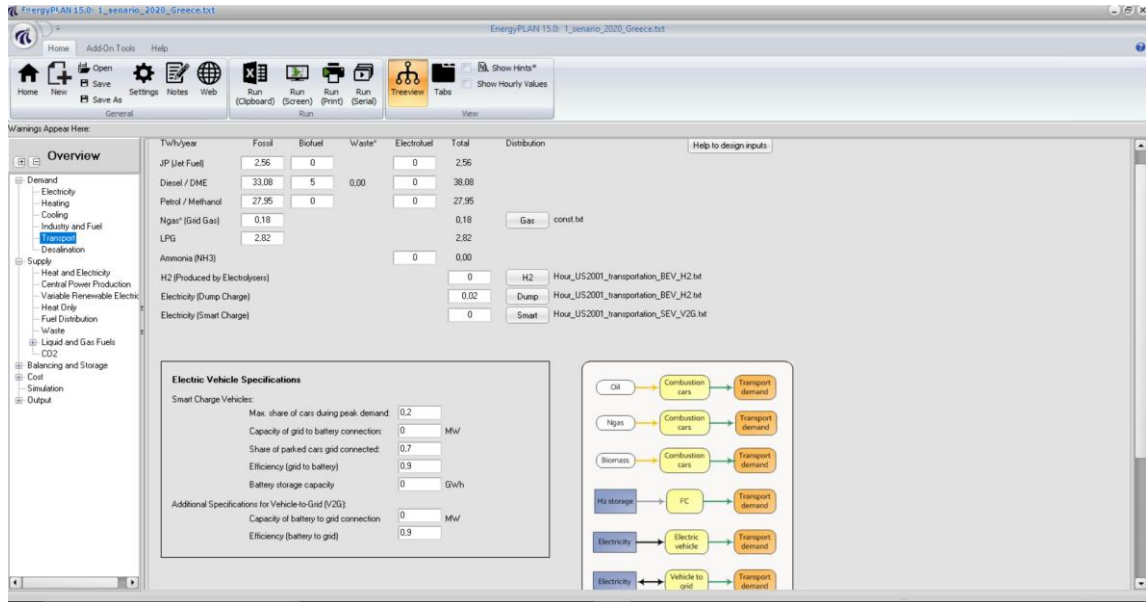 EnergyPLAN 15.0: 1_senario_2020_Greece.txt
EnergyPLAN 15.0: 1_senario_2020_Greece.txt
Home Add-On Tools Help
Home
New
Open
Save
Save As
Settings
Notes
Web
Run (Clipboard)
Run (Screen)
Run (Print)
Run (Serial)
Treeview
Tabs
Show Hints*
Show Hourly Values
General
Run
View
Warnings Appear Here:
Overview
Demand
Electricity
Heating
Cooling
Industry and Fuel
Transport
Desalination
Supply
Heat and Electricity
Central Power Production
Variable Renewable Electric
Heat Only
Fuel Distribution
Waste
Liquid and Gas Fuels
CO2
Balancing and Storage
Cost
Simulation
Output
TWh/year Fossil Biofuel Waste* Electrofuel Total Distribution Help to design inputs
JP (Jet Fuel) 2,56 0 0 2,56
Diesel / DME 33,08 5 0,00 0 38,08
Petrol / Methanol 27,95 0 0 27,95
Ngas* (Grid Gas) 0,18 0,18 Gas const.txt
LPG 2,82 2,82
Ammonia (NH3) 0 0,00
H2 (Produced by Electrolysers) 0 H2 Hour_US2001_transportation_BEV_H2.txt
Electricity (Dump Charge) 0,02 Dump Hour_US2001_transportation_BEV_H2.txt
Electricity (Smart Charge) 0 Smart Hour_US2001_transportation_SEV_V2G.txt
Electric Vehicle Specifications
Smart Charge Vehicles:
Max. share of cars during peak demand: 0,2
Capacity of grid to battery connection: 0 MW
Share of parked cars grid connected: 0,7
Efficiency (grid to battery) 0,9
Battery storage capacity 0 GWh
Additional Specifications for Vehicle-to-Grid (V2G):
Capacity of battery to grid connection 0 MW
Efficiency (battery to grid) 0,9
Oil Combustion cars Transport demand
Ngas Combustion cars Transport demand
Biomass Combustion cars Transport demand
H2 storage FC Transport demand
Electricity Electric vehicle Transport demand
Electricity Vehicle to grid Transport demand